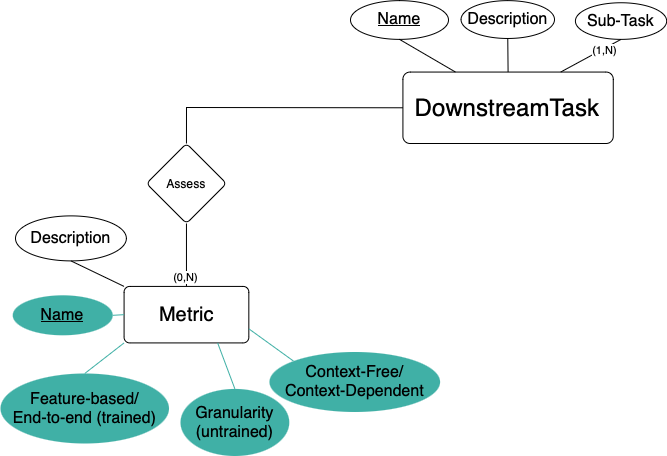 Name
Description
Sub-Task
(1,N)
DownstreamTask
Assess
Description
(0,N)
Name
Metric
Context-Free/
Context-Dependent
Feature-based/
End-to-end (trained)
Granularity
(untrained)